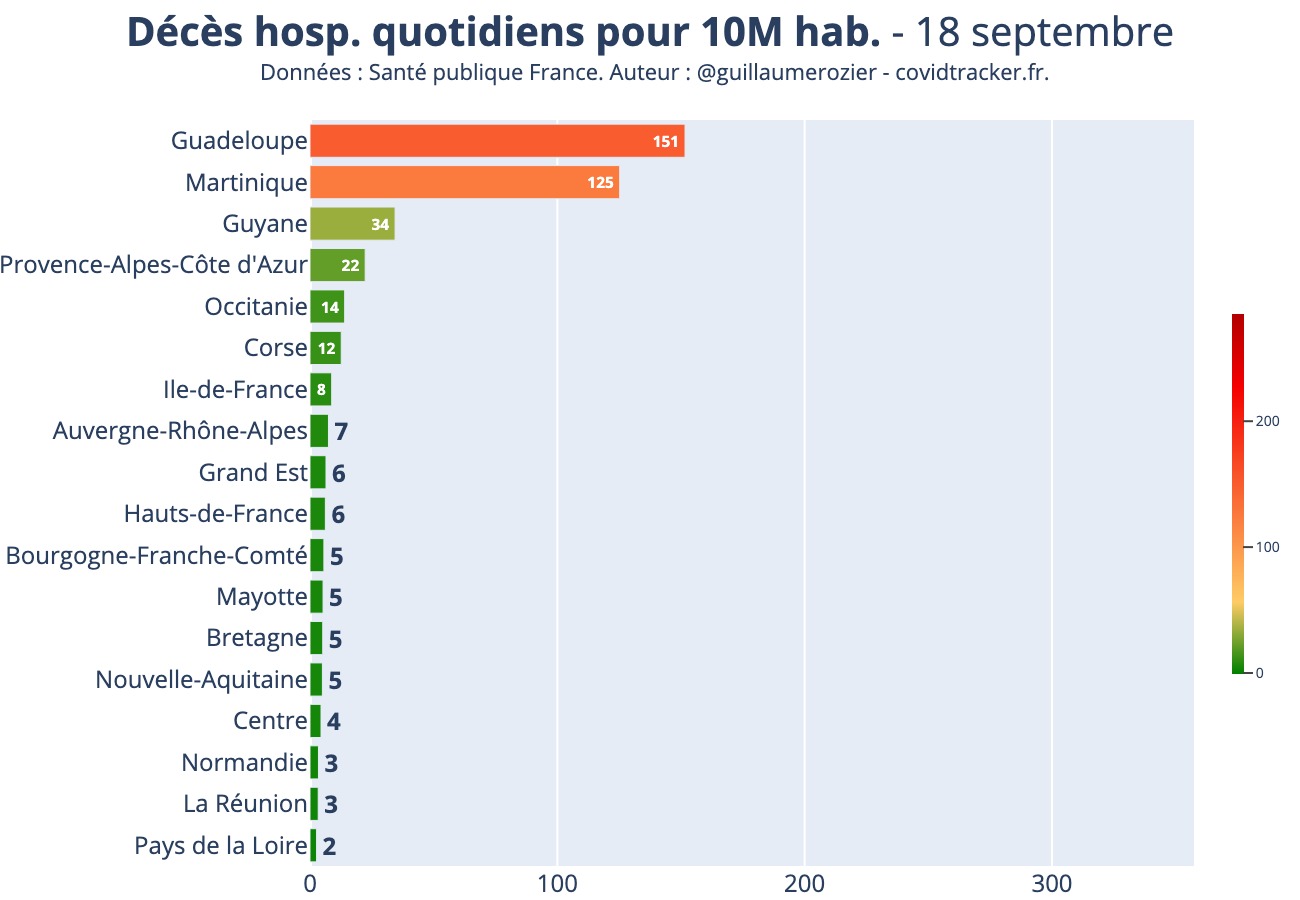 Décès hosp. quotidiens pour 10M hab. - 18 septembre
Données : Santé publique France. Auteur : @guillaumerozier - covidtracker.fr.
Guadeloupe 151
Martinique 125
Guyane 34
Provence-Alpes-Côte d'Azur 22
Occitanie 14
Corse 12
Ile-de-France 8
Auvergne-Rhône-Alpes 7
Grand Est 6
Hauts-de-France 6
Bourgogne-Franche-Comté 5
Mayotte 5
Bretagne 5
Nouvelle-Aquitaine 5
Centre 4
Normandie 3
La Réunion 3
Pays de la Loire 2
0 100 200 300
200
100
0